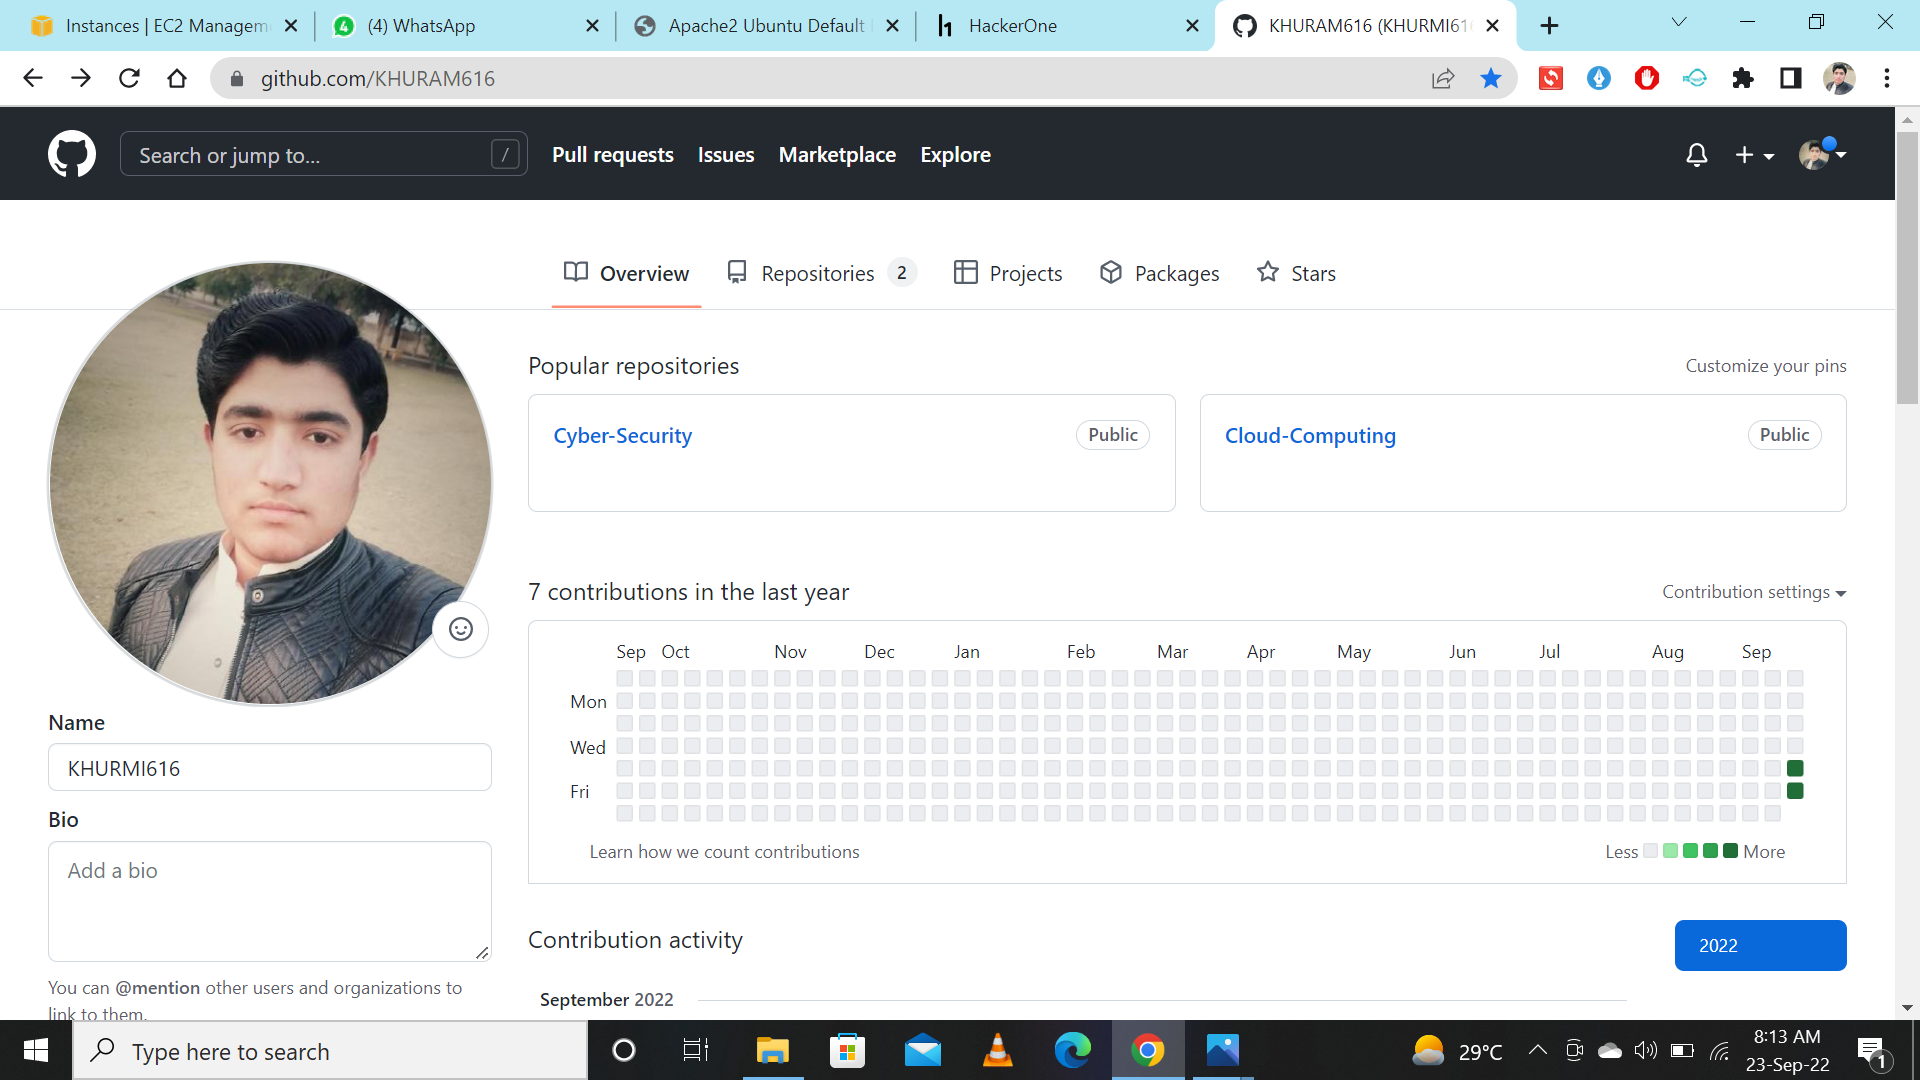 Instances | EC2 Managem
(4) WhatsApp
Apache2 Ubuntu Default
HackerOne
KHURAM616 (KHURMI61
github.com/KHURAM616
Search or jump to...
/
Pull requests
Issues
Marketplace
Explore
Overview
Repositories 2
Projects
Packages
Stars
Popular repositories
Customize your pins
Cyber-Security
Public
Cloud-Computing
Public
7 contributions in the last year
Contribution settings
Sep Oct Nov Dec Jan Feb Mar Apr May Jun Jul Aug Sep
Mon
Wed
Fri
Learn how we count contributions
Less
More
Name
KHURMI616
Bio
Add a bio
You can @mention other users and organizations to
link to them.
Contribution activity
2022
September 2022
Type here to search
29°C
8:13 AM
23-Sep-22
1